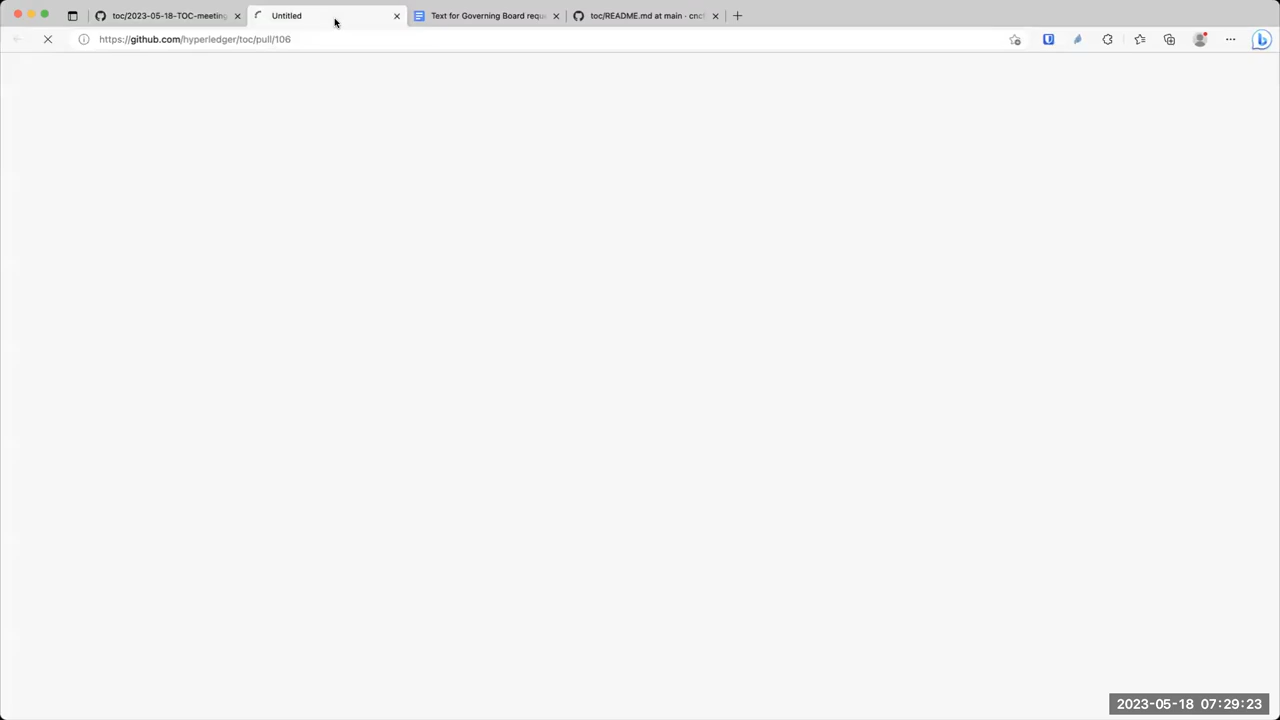 toc/2023-05-18-TOC-meeting
Untitled
Text for Governing Board requ
toc/README.md at main · cnc
https://github.com/hyperledger/toc/pull/106
2023-05-18 07:29:23